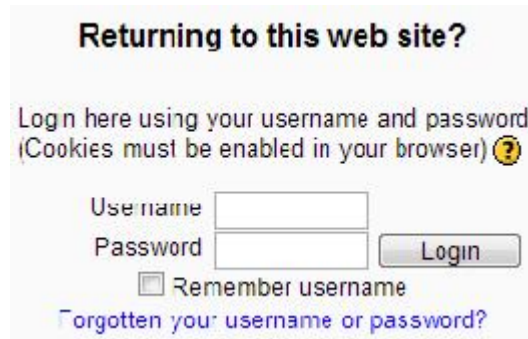 Returning to this web site?
Login here using your username and password
(Cookies must be enabled in your browser) ?
Username
Password Login
Remember username
Forgotten your username or password?